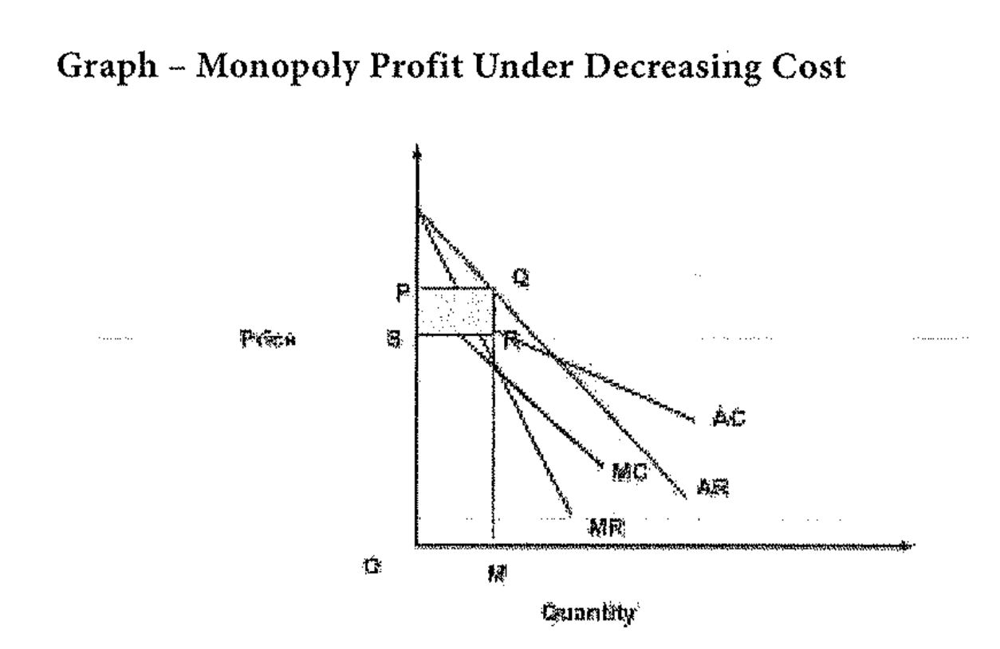 Graph – Monopoly Profit Under Decreasing Cost
Q
P
Price
S
R
AC
MC
AR
MR
O
M
Quantity